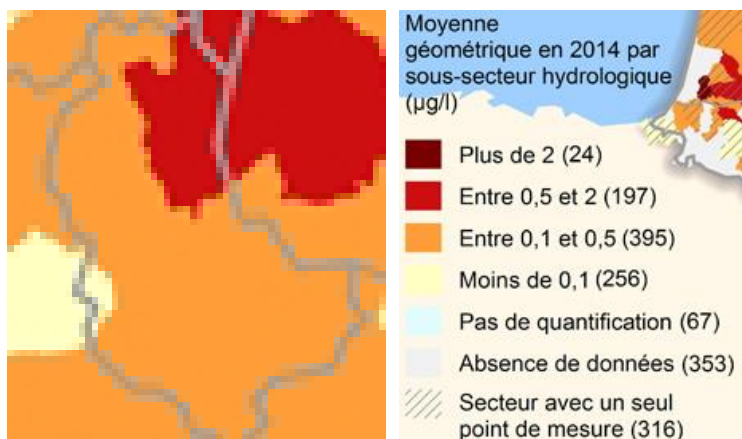 Moyenne
géométrique en 2014 par
sous-secteur hydrologique
(µg/l)
Plus de 2 (24)
Entre 0,5 et 2 (197)
Entre 0,1 et 0,5 (395)
Moins de 0,1 (256)
Pas de quantification (67)
Absence de données (353)
Secteur avec un seul
point de mesure (316)